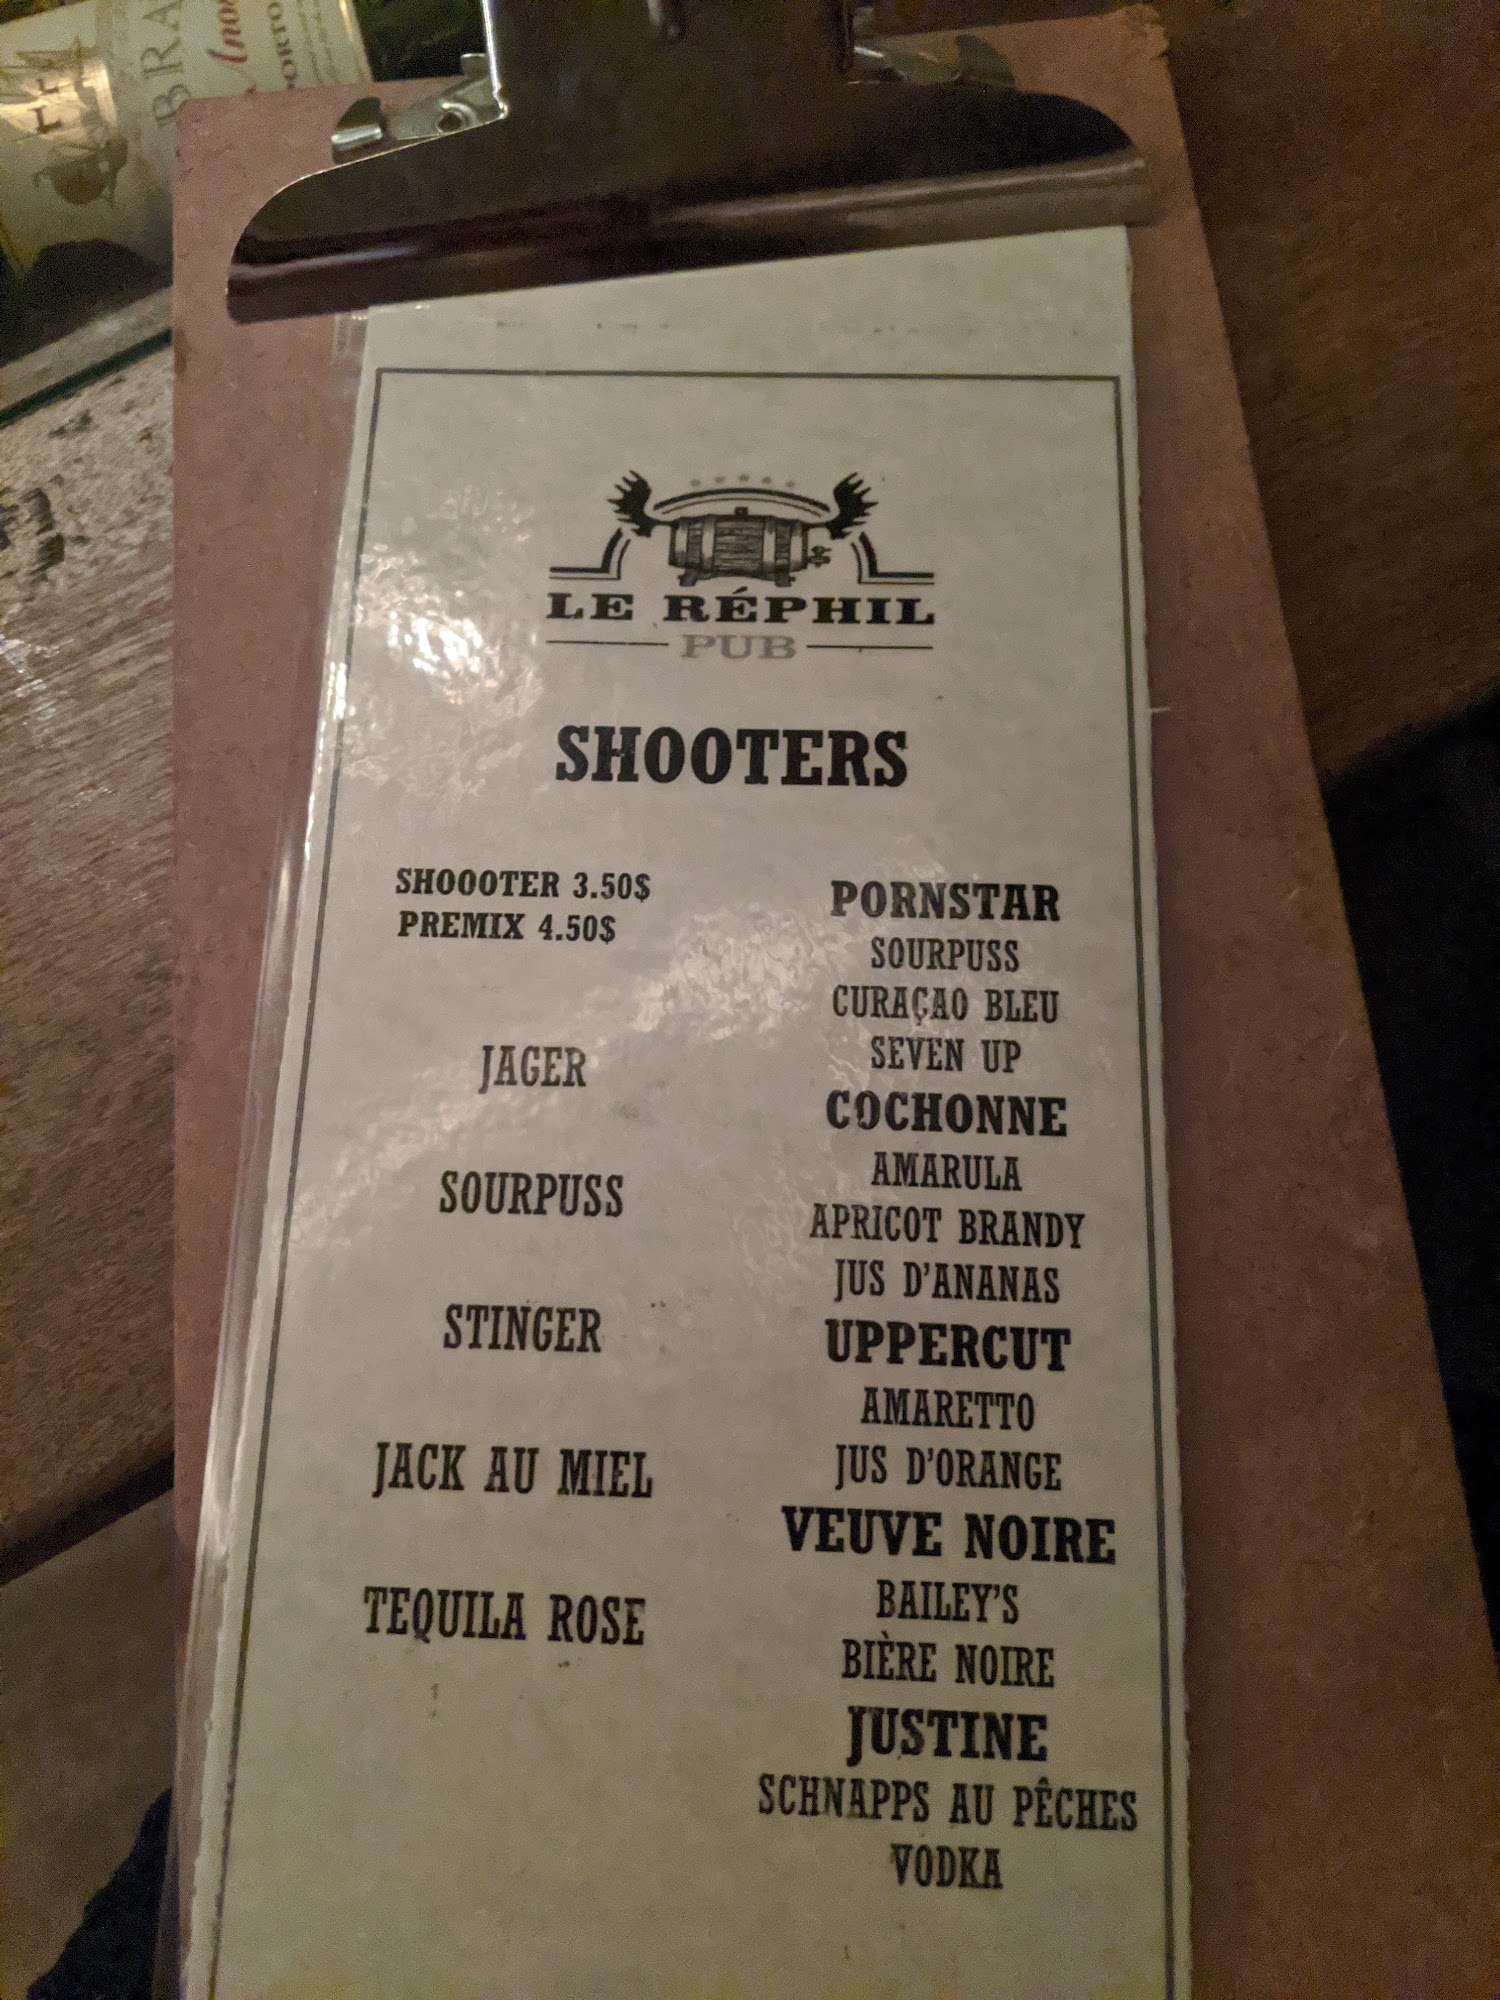 BRA
PORTO
LE RÉPHIL
PUB
SHOOTERS
SHOOOTER 3.50$
PREMIX 4.50$
JAGER
SOURPUSS
STINGER
JACK AU MIEL
TEQUILA ROSE
PORNSTAR
SOURPUSS
CURAÇAO BLEU
SEVEN UP
COCHONNE
AMARULA
APRICOT BRANDY
JUS D'ANANAS
UPPERCUT
AMARETTO
JUS D'ORANGE
VEUVE NOIRE
BAILEY'S
BIÈRE NOIRE
JUSTINE
SCHNAPPS AU PÊCHES
VODKA